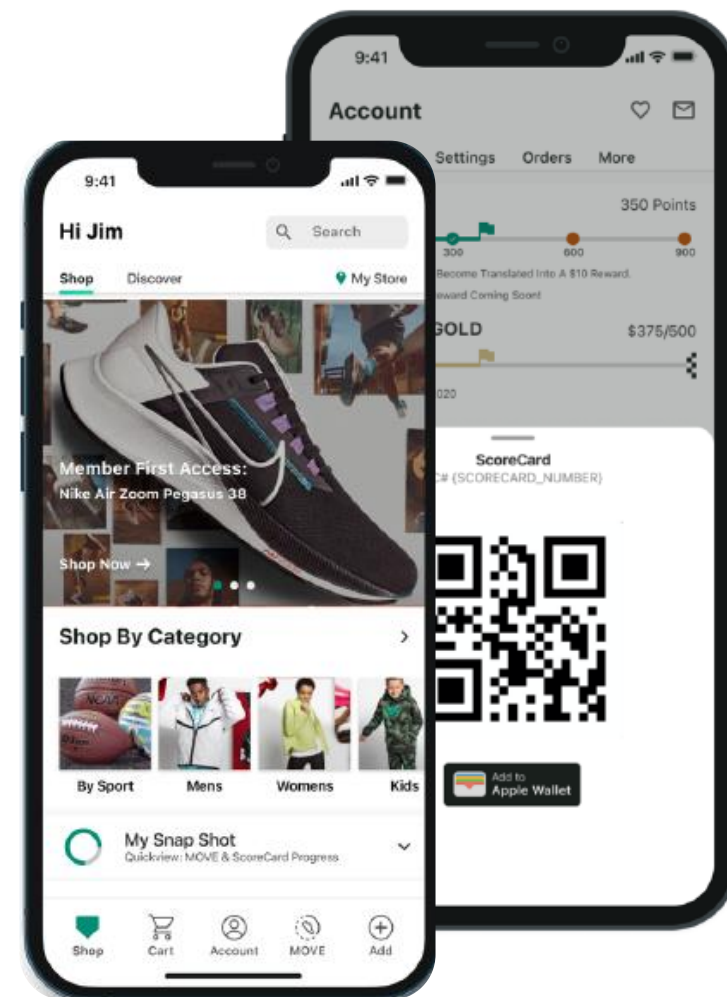 9:41
Account
Settings Orders More
350 Points
300 600 900
Become Translated Into A $10 Reward.
eward Coming Soon!
GOLD $375/500
020
ScoreCard
C# {SCORECARD_NUMBER}
Add to
Apple Wallet
9:41
Hi Jim
Search
Shop Discover My Store
Member First Access:
Nike Air Zoom Pegasus 38
Shop Now →
Shop By Category >
NCAA
By Sport Mens Womens Kids
My Snap Shot
Quickview: MOVE & ScoreCard Progress
Shop Cart Account MOVE Add